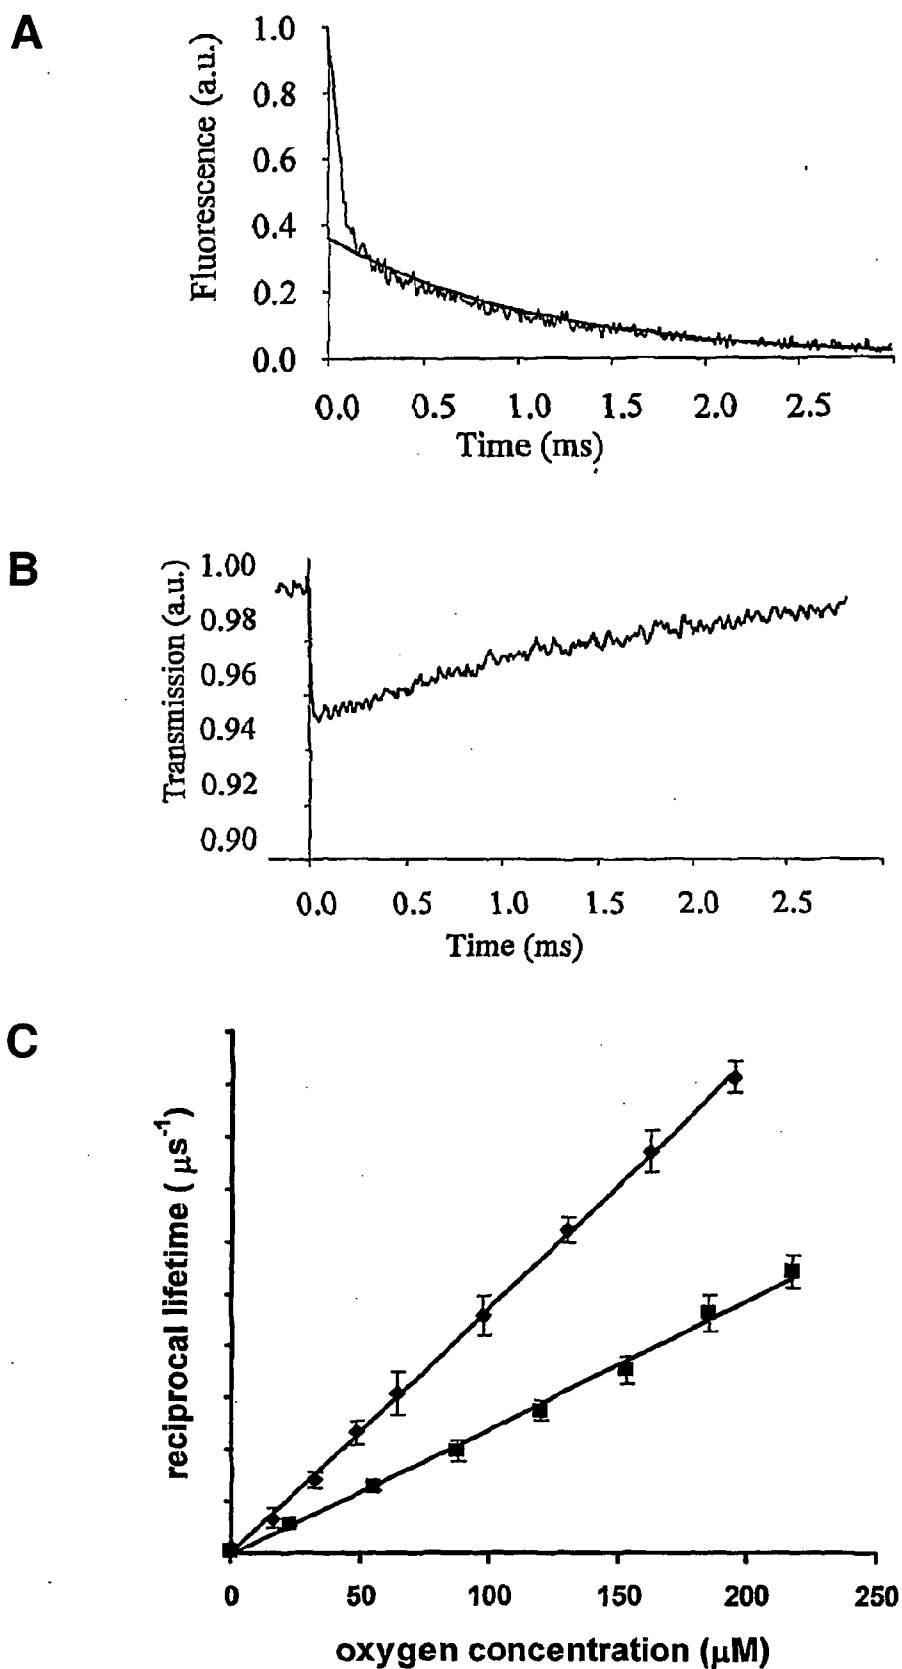 A
Fluorescence (a.u.)
1.0
0.8
0.6
0.4
0.2
0.0
0.0 0.5 1.0 1.5 2.0 2.5
Time (ms)
B
Transmission (a.u.)
1.00
0.98
0.96
0.94
0.92
0.90
0.0 0.5 1.0 1.5 2.0 2.5
Time (ms)
C
reciprocal lifetime ( μs⁻¹)
0 50 100 150 200 250
oxygen concentration (μM)